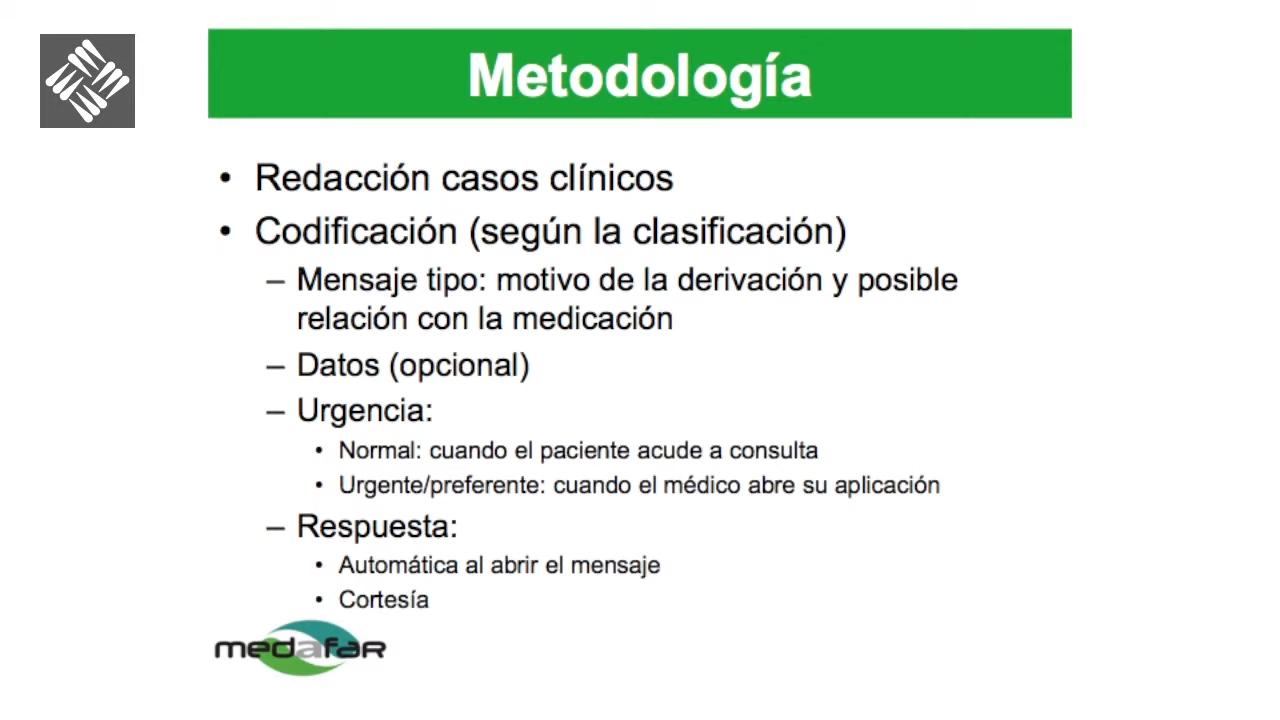 Metodología
• Redacción casos clínicos
• Codificación (según la clasificación)
– Mensaje tipo: motivo de la derivación y posible
relación con la medicación
– Datos (opcional)
– Urgencia:
• Normal: cuando el paciente acude a consulta
• Urgente/preferente: cuando el médico abre su aplicación
– Respuesta:
• Automática al abrir el mensaje
• Cortesía
medafar